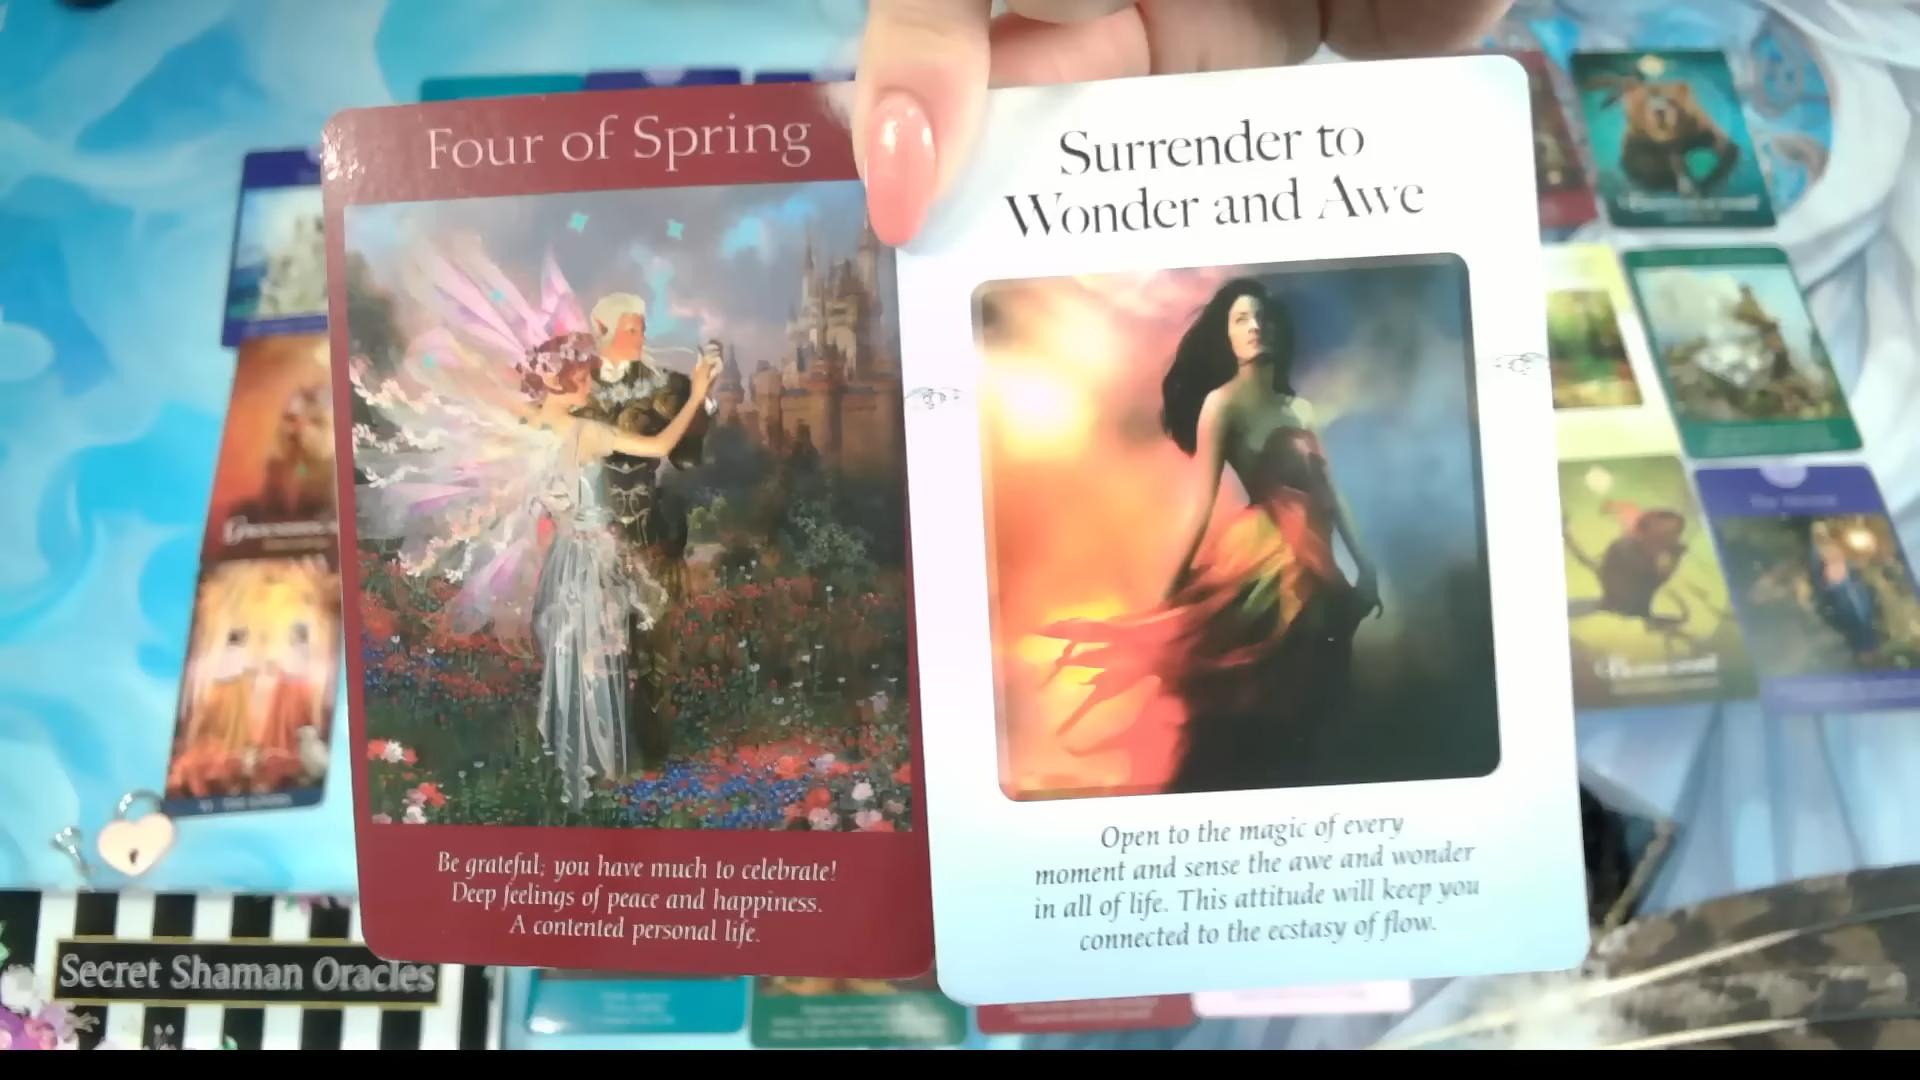 Four of Spring
Be grateful; you have much to celebrate!
Deep feelings of peace and happiness.
A contented personal life.
Surrender to
Wonder and Awe
Open to the magic of every
moment and sense the awe and wonder
in all of life. This attitude will keep you
connected to the ecstasy of flow.
Secret Shaman Oracles